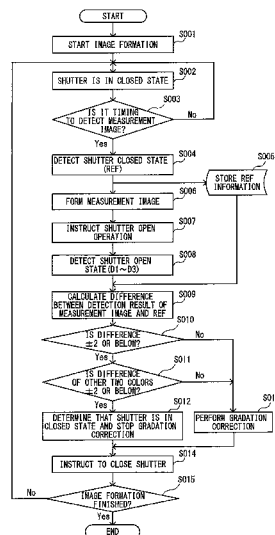 START
S001
START IMAGE FORMATION
S002
SHUTTER IS IN CLOSED STATE
S003
IS IT TIMING
TO DETECT MEASUREMENT
IMAGE?
No
Yes
S004
DETECT SHUTTER CLOSED STATE
(REF)
S005
STORE REF
INFORMATION
S006
FORM MEASUREMENT IMAGE
S007
INSTRUCT SHUTTER OPEN
OPERATION
S008
DETECT SHUTTER OPEN
STATE(D1~D3)
S009
CALCULATE DIFFERENCE
BETWEEN DETECTION RESULT OF
MEASUREMENT IMAGE AND REF
S010
IS DIFFERENCE
±2 OR BELOW?
No
Yes
S011
IS DIFFERENCE
OF OTHER TWO COLORS
±2 OR BELOW?
No
Yes
S012
DETERMINE THAT SHUTTER IS IN
CLOSED STATE AND STOP GRADATION
CORRECTION
PERFORM GRADATION
CORRECTION
S014
INSTRUCT TO CLOSE SHUTTER
S015
IMAGE FORMATION
FINISHED?
No
Yes
END